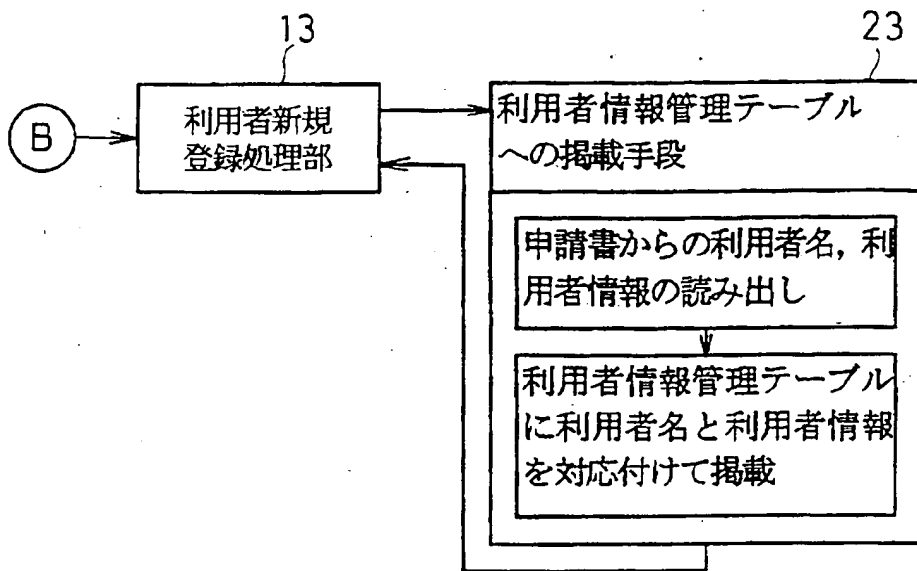 13
23
B
利用者新規
登録処理部
利用者情報管理テーブル
への掲載手段
申請書からの利用者名,利
用者情報の読み出し
利用者情報管理テーブル
に利用者名と利用者情報
を対応付けて掲載